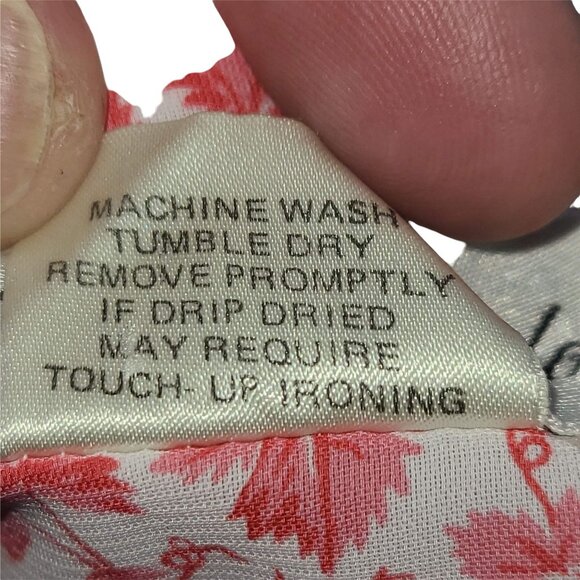 MACHINE WASH
TUMBLE DRY
REMOVE PROMPTLY
IF DRIP DRIED
MAY REQUIRE
TOUCH- UP IRONING